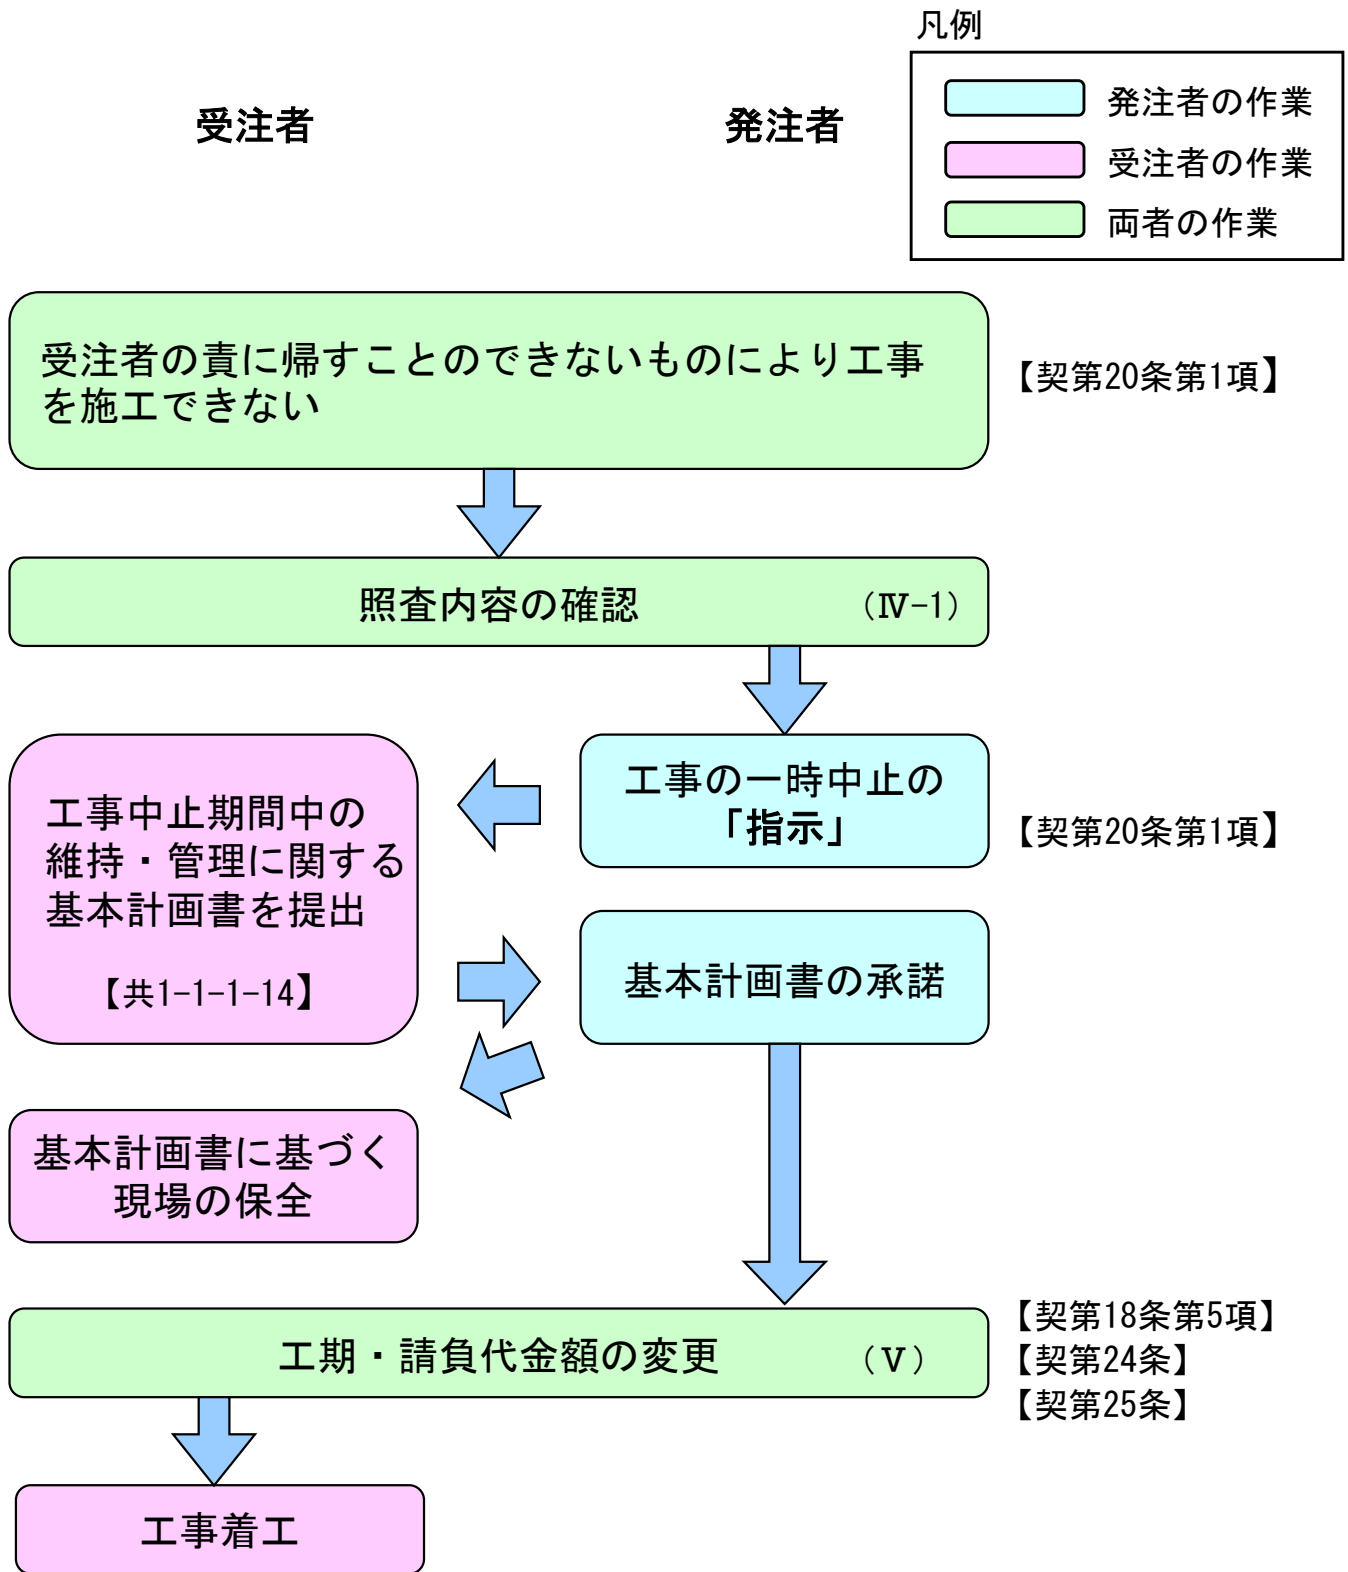 凡例
発注者の作業
受注者の作業
両者の作業
受注者
発注者
受注者の責に帰すことのできないものにより工事
を施工できない
【契第20条第1項】
照査内容の確認
（Ⅳ-1）
工事の一時中止の
「指示」
【契第20条第1項】
工事中止期間中の
維持・管理に関する
基本計画書を提出
【共1-1-1-14】
基本計画書の承諾
基本計画書に基づく
現場の保全
工期・請負代金額の変更
（Ⅴ）
【契第18条第5項】
【契第24条】
【契第25条】
工事着工